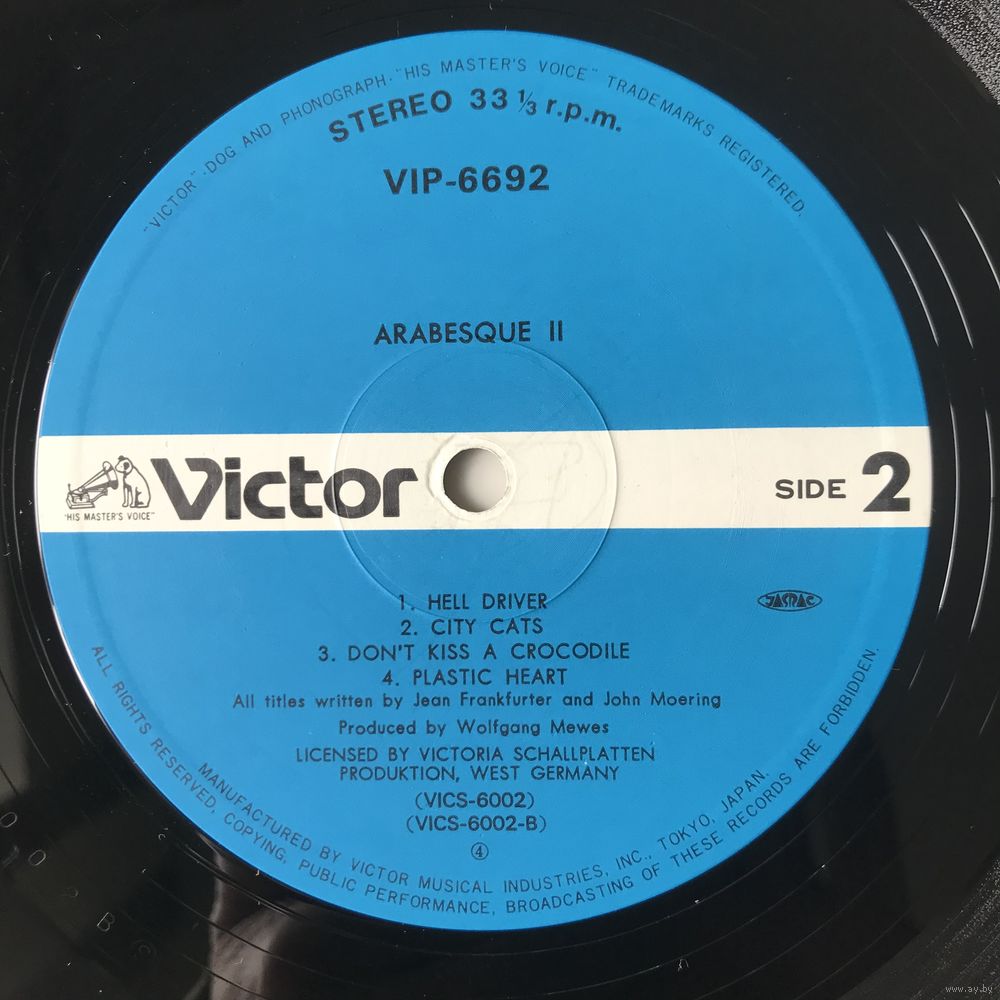 "VICTOR"·DOG AND PHONOGRAPH·"HIS MASTER'S VOICE" TRADEMARKS REGISTERED.
STEREO 33 1/3 r.p.m.
VIP-6692
ARABESQUE II
Victor
"HIS MASTER'S VOICE"
SIDE 2
1. HELL DRIVER
2. CITY CATS
3. DON'T KISS A CROCODILE
4. PLASTIC HEART
JASRAC
All titles written by Jean Frankfurter and John Moering
Produced by Wolfgang Mewes
LICENSED BY VICTORIA SCHALLPLATTEN
PRODUKTION, WEST GERMANY
(VICS-6002)
(VICS-6002-B)
④
MANUFACTURED BY VICTOR MUSICAL INDUSTRIES, INC., TOKYO, JAPAN.
ALL RIGHTS RESERVED, COPYING, PUBLIC PERFORMANCE, BROADCASTING OF THESE RECORDS ARE FORBIDDEN.
www.ay.by